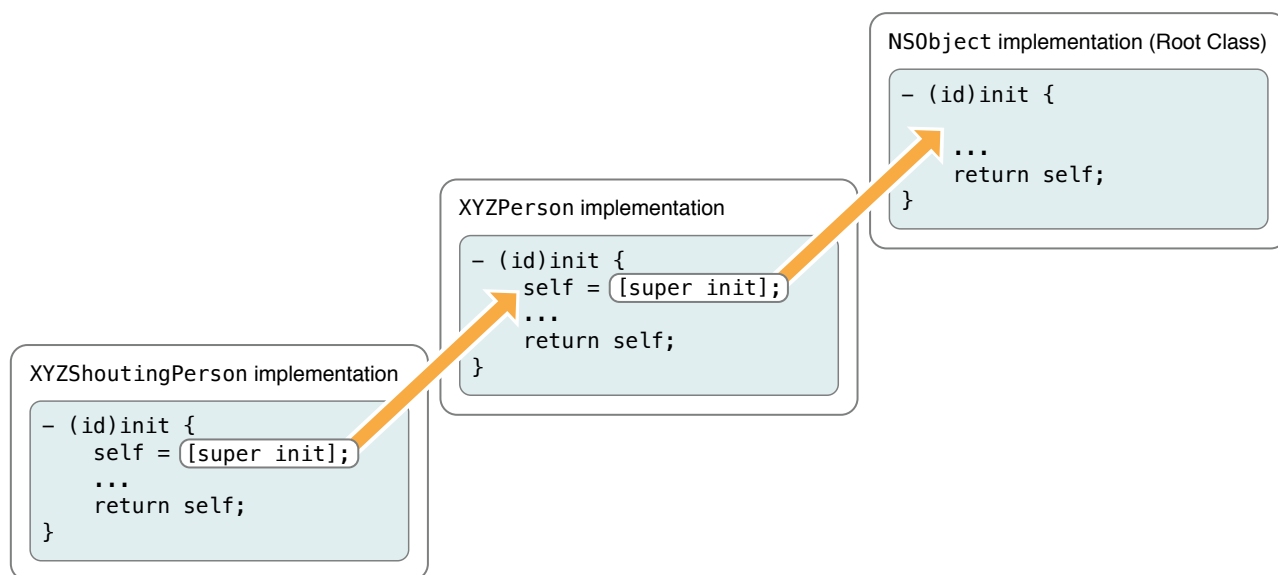 NSObject implementation (Root Class)
– (id)init {
...
return self;
}
XYZPerson implementation
– (id)init {
self = [super init];
...
return self;
}
XYZShoutingPerson implementation
– (id)init {
self = [super init];
...
return self;
}